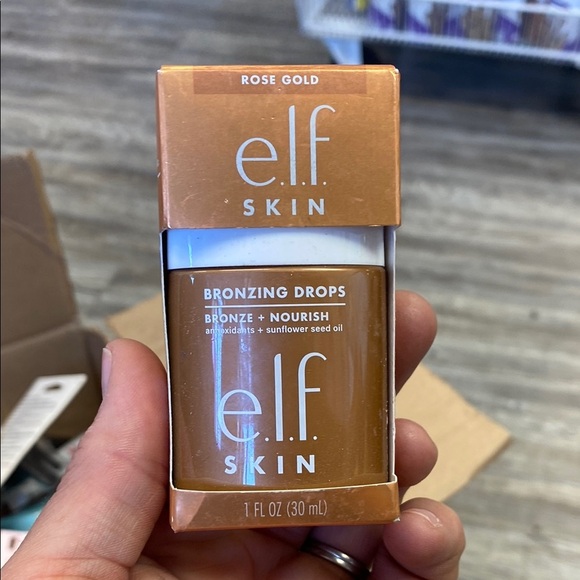 ROSE GOLD
e.l.f.
SKIN
BRONZING DROPS
BRONZE + NOURISH
antioxidants + sunflower seed oil
e.l.f.
SKIN
1 FL OZ (30 mL)